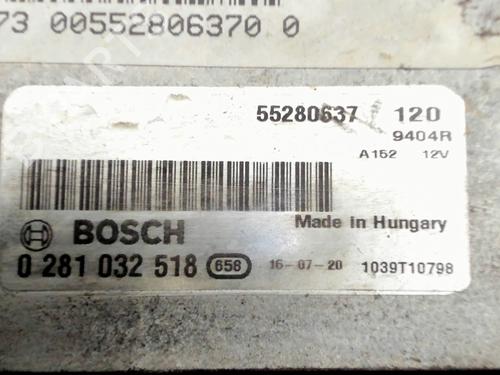 73 00552806370 0
55280637 120
9404R
A152 12V
Made in Hungary
BOSCH
0 281 032 518 656 16-07-20 1039T10798